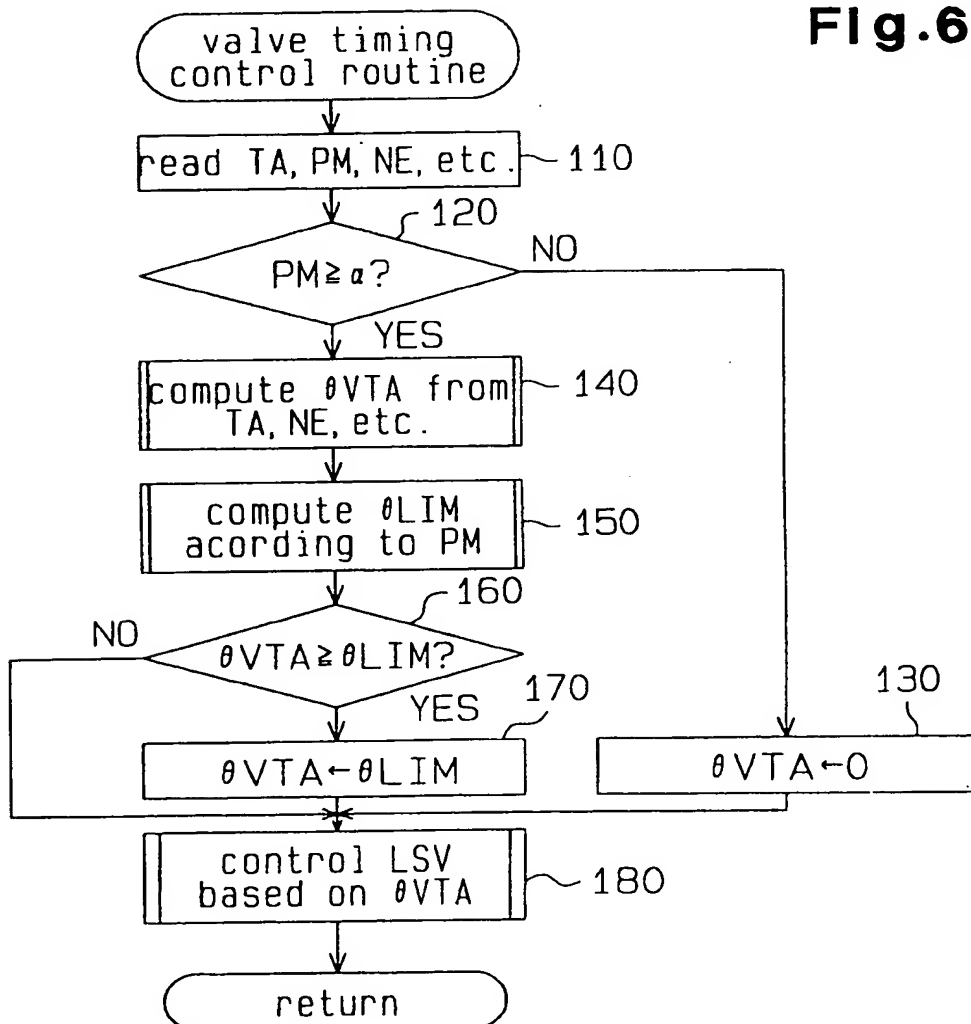 Fig.6
valve timing
control routine
read TA, PM, NE, etc.
110
120
PM≧α?
NO
YES
compute θVTA from
TA, NE, etc.
140
compute θLIM
acording to PM
150
160
NO
θVTA≧θLIM?
YES
170
130
θVTA←θLIM
θVTA←0
control LSV
based on θVTA
180
return